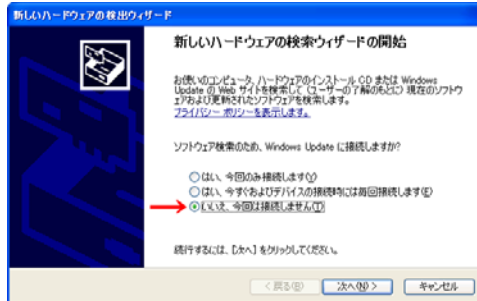 新しいハードウェアの検出ウィザード
新しいハードウェアの検索ウィザードの開始
お使いのコンピュータ、ハードウェアのインストール CD または Windows
Update の Web サイトを検索して (ユーザーの了解のもとに) 現在のソフトウ
ェアおよび更新されたソフトウェアを検索します。
プライバシー ポリシーを表示します。
ソフトウェア検索のため、Windows Update に接続しますか?
はい、今回のみ接続します(Y)
はい、今すぐおよびデバイスの接続時には毎回接続します(E)
いいえ、今回は接続しません(T)
続行するには、[次へ] をクリックしてください。
< 戻る(B) 次へ(N) > キャンセル